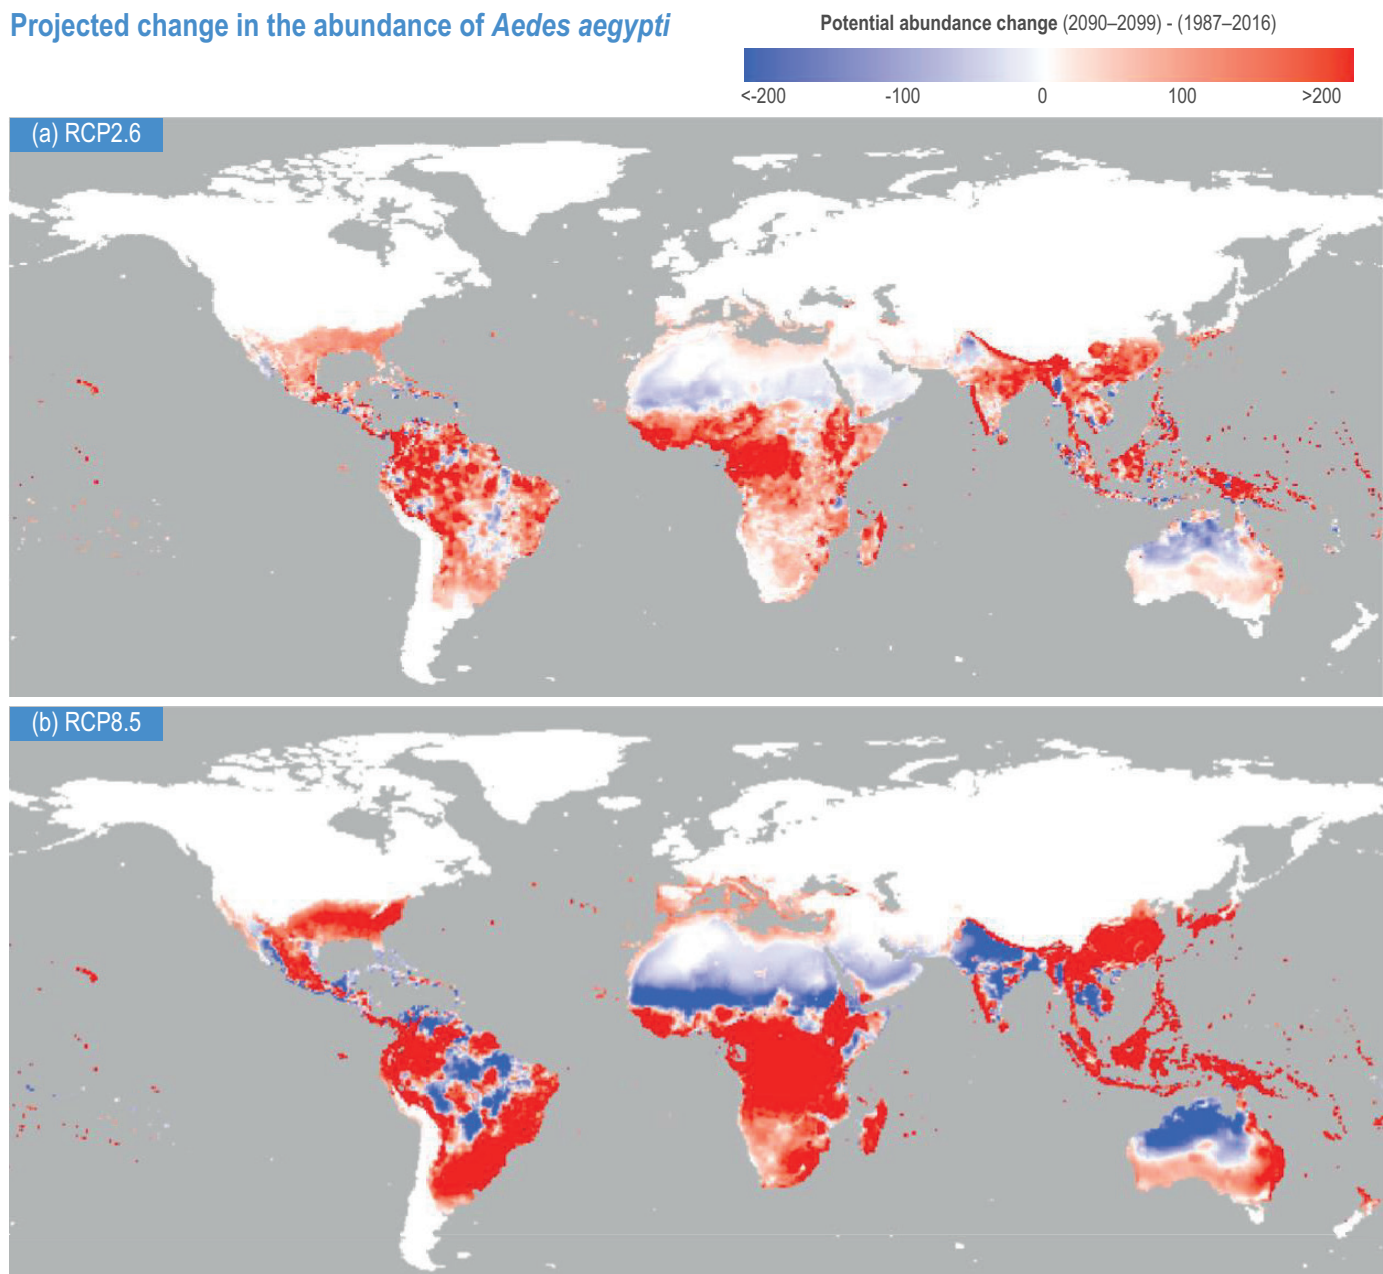 Projected change in the abundance of Aedes aegypti
Potential abundance change (2090–2099) - (1987–2016)
<-200 -100 0 100 >200
(a) RCP2.6
(b) RCP8.5